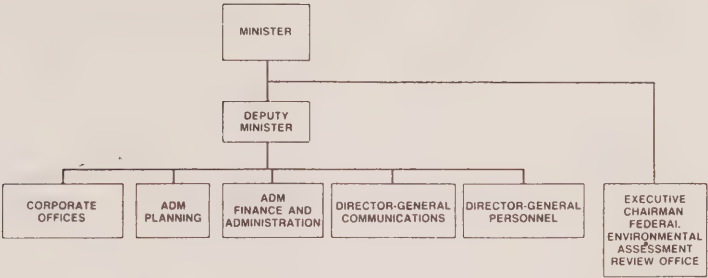 MINISTER
DEPUTY
MINISTER
CORPORATE
OFFICES
ADM
PLANNING
ADM
FINANCE AND
ADMINISTRATION
DIRECTOR-GENERAL
COMMUNICATIONS
DIRECTOR-GENERAL
PERSONNEL
EXECUTIVE
CHAIRMAN
FEDERAL
ENVIRONMENTAL
ASSESSMENT
REVIEW OFFICE